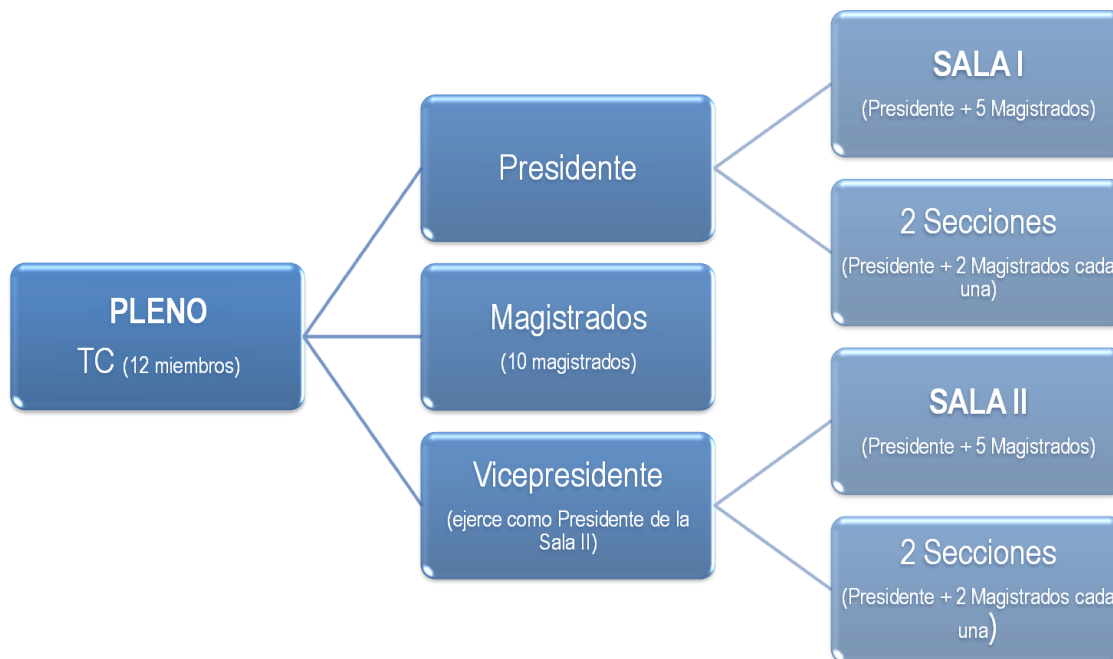 PLENO
TC (12 miembros)
Presidente
Magistrados
(10 magistrados)
Vicepresidente
(ejerce como Presidente de la
Sala II)
SALA I
(Presidente + 5 Magistrados)
2 Secciones
(Presidente + 2 Magistrados cada
una)
SALA II
(Presidente + 5 Magistrados)
2 Secciones
(Presidente + 2 Magistrados cada
una)